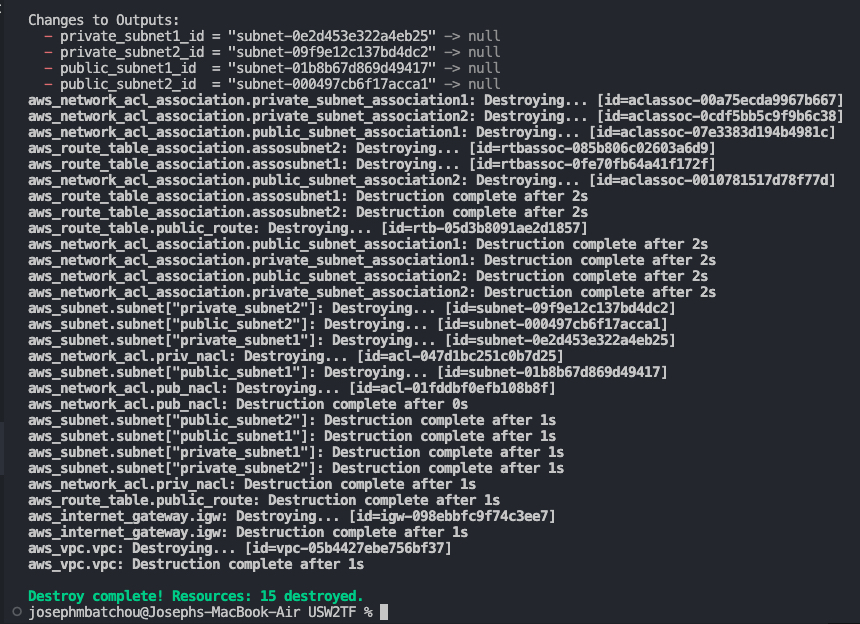 Changes to Outputs:
- private_subnet1_id = "subnet-0e2d453e322a4eb25" -> null
- private_subnet2_id = "subnet-09f9e12c137bd4dc2" -> null
- public_subnet1_id  = "subnet-01b8b67d869d49417" -> null
- public_subnet2_id  = "subnet-000497cb6f17acca1" -> null
aws_network_acl_association.private_subnet_association1: Destroying... [id=aclassoc-00a75ecda9967b667]
aws_network_acl_association.private_subnet_association2: Destroying... [id=aclassoc-0cdf5bb5c9f9b6c38]
aws_network_acl_association.public_subnet_association1: Destroying... [id=aclassoc-07e3383d194b4981c]
aws_route_table_association.assosubnet2: Destroying... [id=rtbassoc-085b806c02603a6d9]
aws_route_table_association.assosubnet1: Destroying... [id=rtbassoc-0fe70fb64a41f172f]
aws_network_acl_association.public_subnet_association2: Destroying... [id=aclassoc-0010781517d78f77d]
aws_route_table_association.assosubnet1: Destruction complete after 2s
aws_route_table_association.assosubnet2: Destruction complete after 2s
aws_route_table.public_route: Destroying... [id=rtb-05d3b8091ae2d1857]
aws_network_acl_association.public_subnet_association1: Destruction complete after 2s
aws_network_acl_association.private_subnet_association1: Destruction complete after 2s
aws_network_acl_association.public_subnet_association2: Destruction complete after 2s
aws_network_acl_association.private_subnet_association2: Destruction complete after 2s
aws_subnet.subnet["private_subnet2"]: Destroying... [id=subnet-09f9e12c137bd4dc2]
aws_subnet.subnet["public_subnet2"]: Destroying... [id=subnet-000497cb6f17acca1]
aws_subnet.subnet["private_subnet1"]: Destroying... [id=subnet-0e2d453e322a4eb25]
aws_network_acl.priv_nacl: Destroying... [id=acl-047d1bc251c0b7d25]
aws_subnet.subnet["public_subnet1"]: Destroying... [id=subnet-01b8b67d869d49417]
aws_network_acl.pub_nacl: Destroying... [id=acl-01fddbf0efb108b8f]
aws_network_acl.pub_nacl: Destruction complete after 0s
aws_subnet.subnet["public_subnet2"]: Destruction complete after 1s
aws_subnet.subnet["public_subnet1"]: Destruction complete after 1s
aws_subnet.subnet["private_subnet1"]: Destruction complete after 1s
aws_subnet.subnet["private_subnet2"]: Destruction complete after 1s
aws_network_acl.priv_nacl: Destruction complete after 1s
aws_route_table.public_route: Destruction complete after 1s
aws_internet_gateway.igw: Destroying... [id=igw-098ebbfc9f74c3ee7]
aws_internet_gateway.igw: Destruction complete after 1s
aws_vpc.vpc: Destroying... [id=vpc-05b4427ebe756bf37]
aws_vpc.vpc: Destruction complete after 1s
Destroy complete! Resources: 15 destroyed.
josephmbatchou@Josephs-MacBook-Air USW2TF %